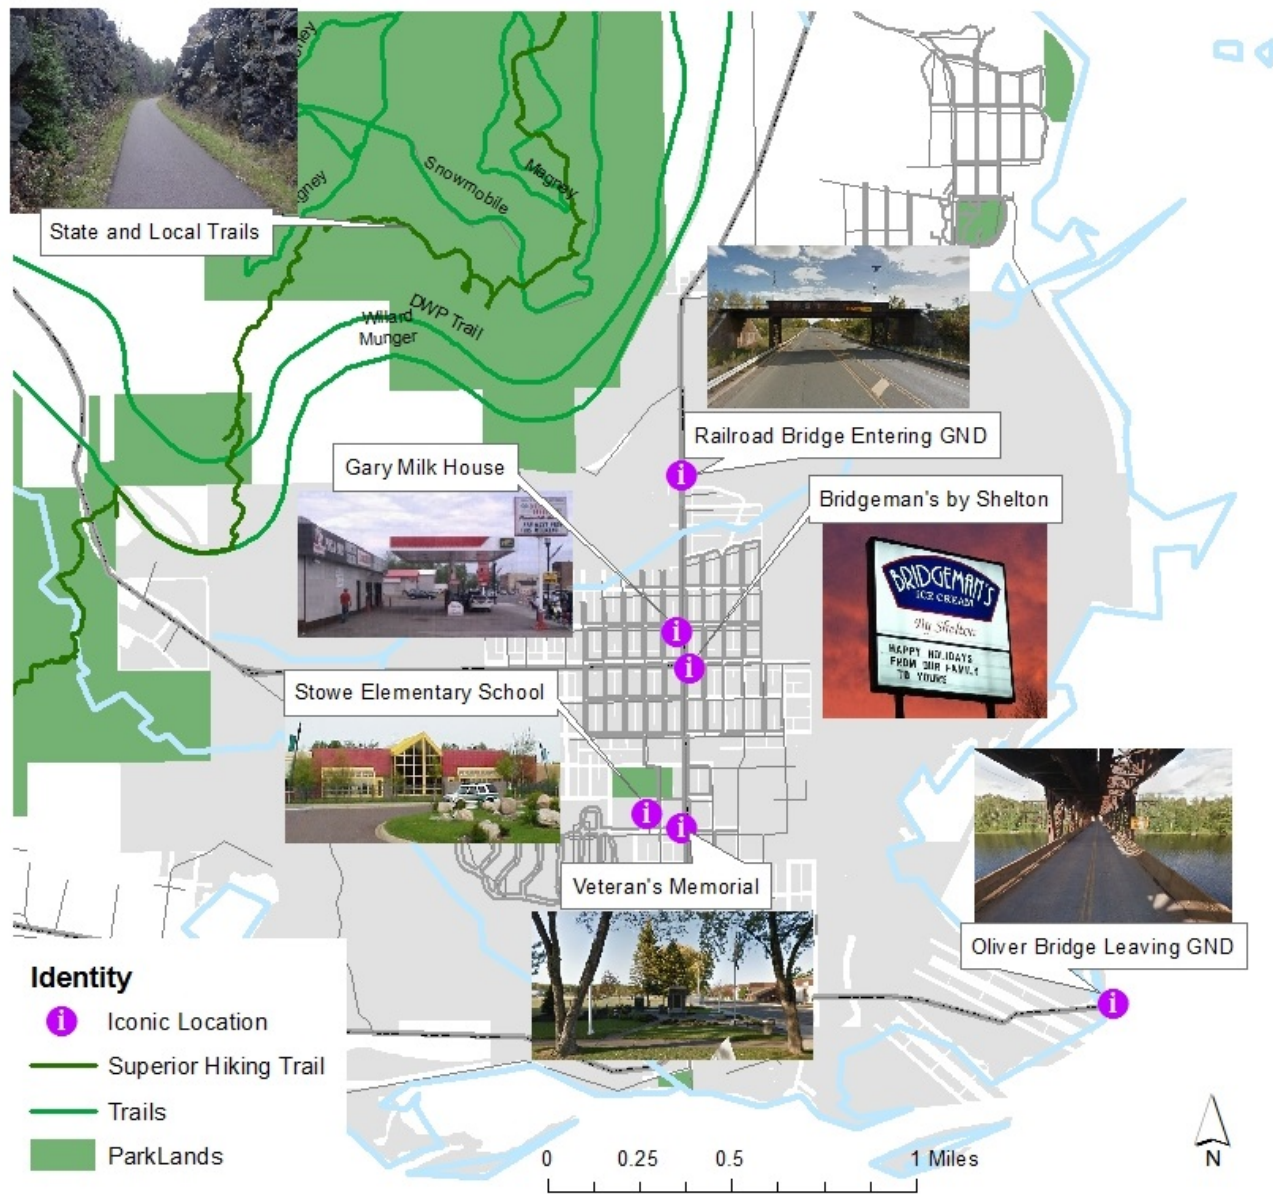 gney
State and Local Trails
gney
Snowmobile
Magney
DWP Trail
Willard
Munger
Railroad Bridge Entering GND
Gary Milk House
Bridgeman's by Shelton
BRIDGEMAN'S
ICE CREAM
By Shelton
HAPPY HOLIDAYS
FROM OUR FAMILY
TO YOURS
Stowe Elementary School
Veteran's Memorial
Oliver Bridge Leaving GND
Identity
i Iconic Location
Superior Hiking Trail
Trails
ParkLands
0 0.25 0.5 1 Miles
N